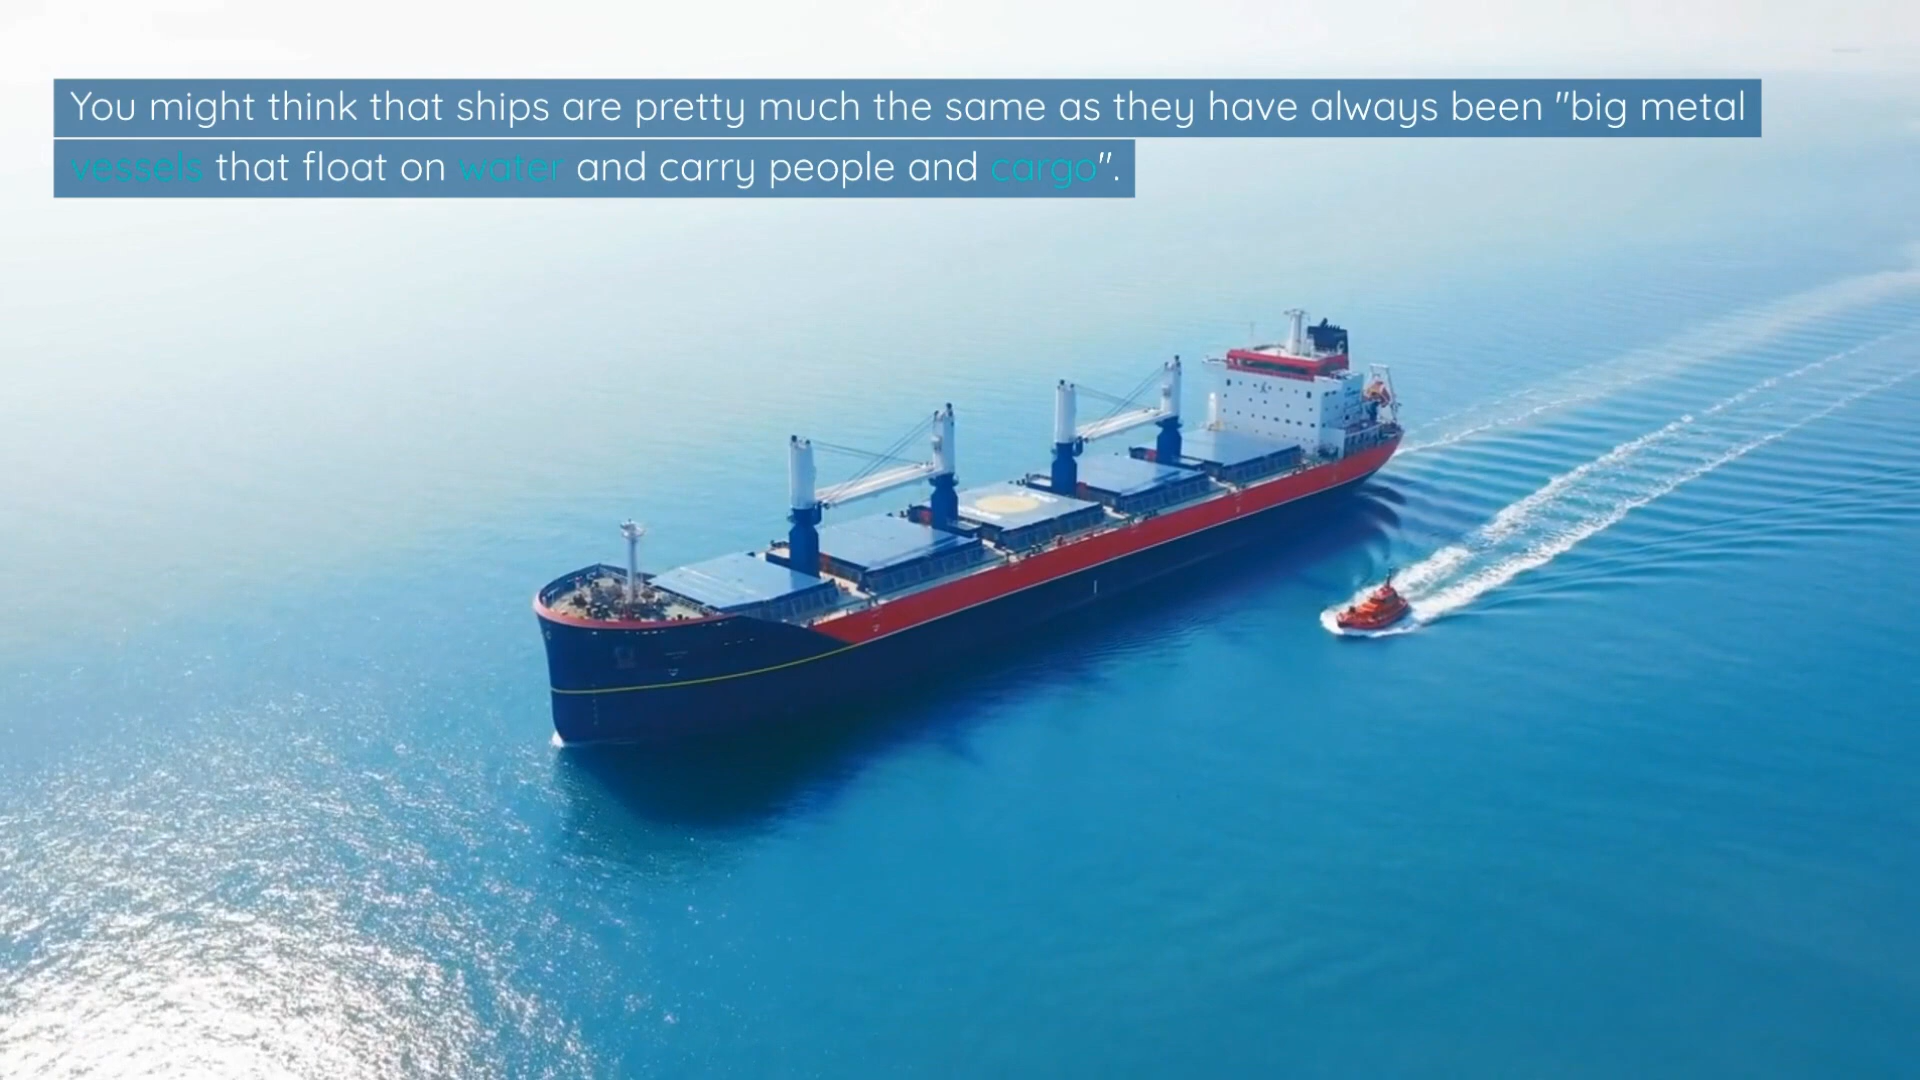 You might think that ships are pretty much the same as they have always been "big metal
vessels that float on water and carry people and cargo".